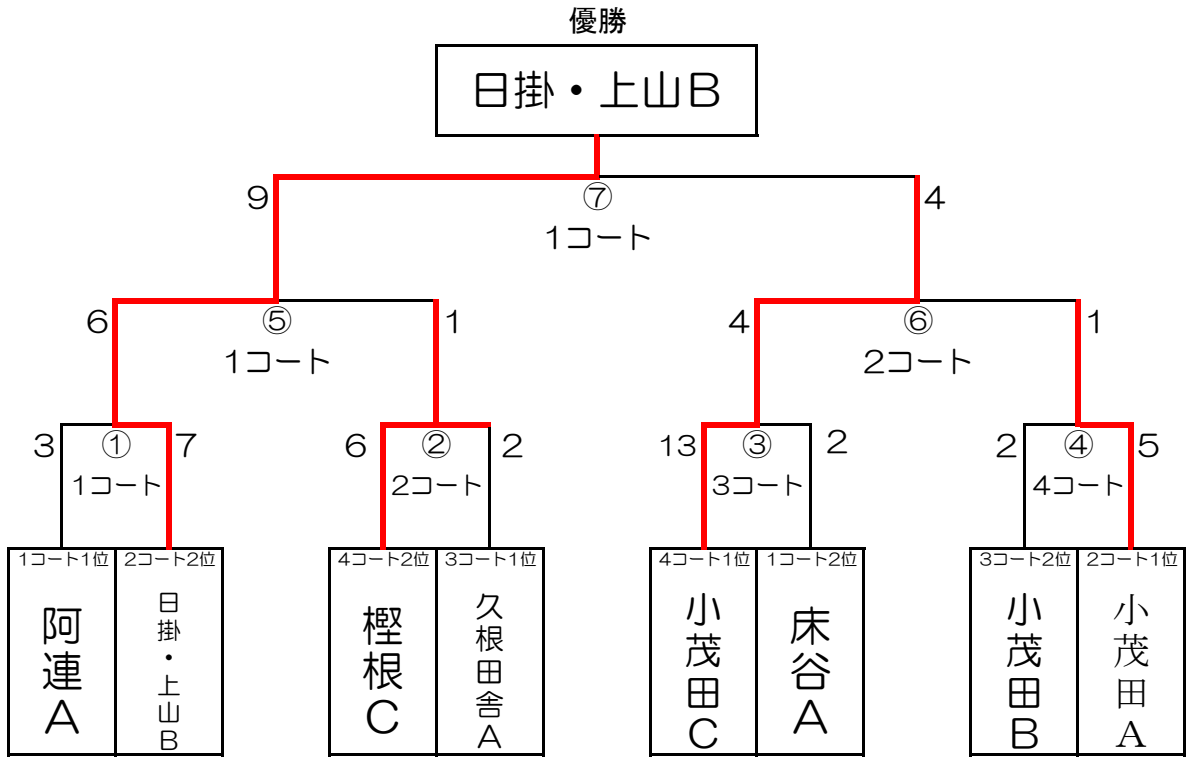 優勝
日掛・上山B
9
⑦
4
1コート
6
⑤
1
4
⑥
1
1コート
2コート
3
①
7
6
②
2
13
③
2
2
④
5
1コート
2コート
3コート
4コート
1コート1位
2コート2位
4コート2位
3コート1位
4コート1位
1コート2位
3コート2位
2コート1位
阿連A
日掛・上山B
樫根C
久根田舎A
小茂田C
床谷A
小茂田B
小茂田A